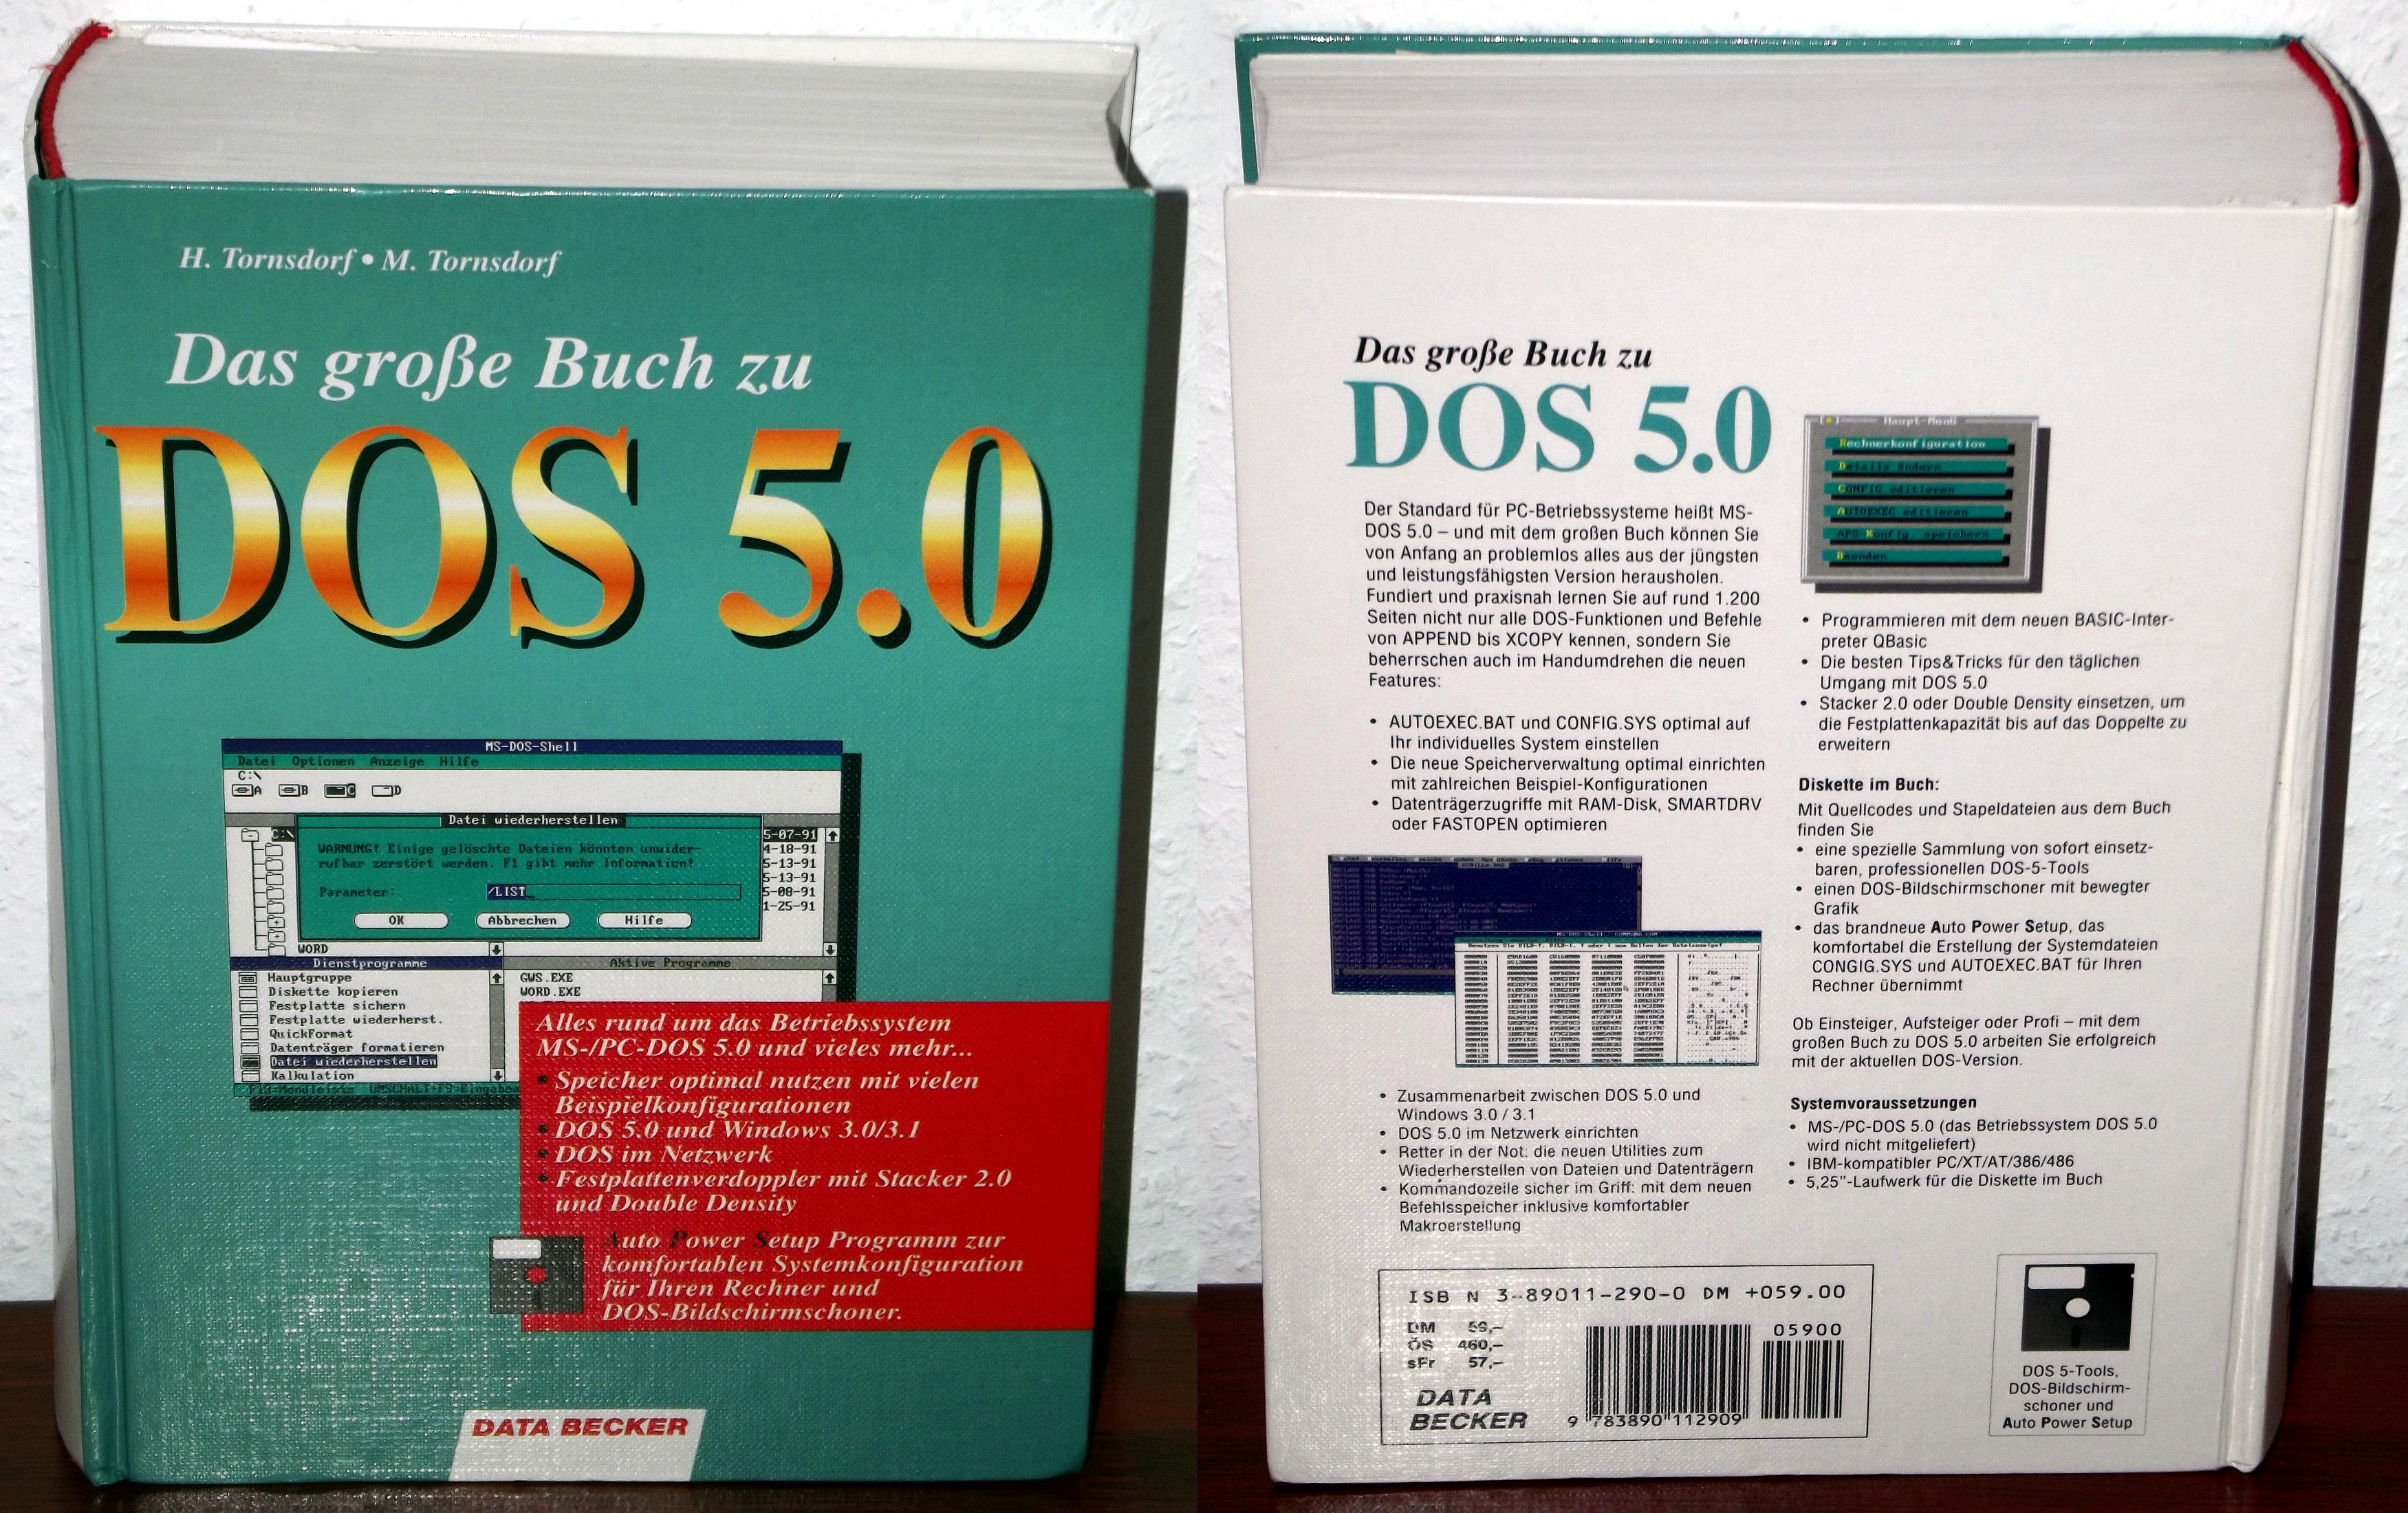 H. Tornsdorf • M. Tornsdorf
Das große Buch zu
DOS 5.0
MS-DOS-Shell
Datei Optionen Anzeige Hilfe
C:\
A B C D
Datei wiederherstellen
C:\
5-07-91
4-18-91
5-13-91
5-13-91
5-08-91
1-25-91
WARNUNG! Einige gelöschte Dateien könnten unwider-
rufbar zerstört werden. F1 gibt mehr Information!
Parameter: /LIST
OK Abbrechen Hilfe
WORD
Dienstprogramme
Hauptgruppe
Diskette kopieren
Festplatte sichern
Festplatte wiederherst.
QuickFormat
Datenträger formatieren
Datei wiederherstellen
Kalkulation
Aktive Programme
GWS.EXE
WORD.EXE
Alles rund um das Betriebssystem
MS-/PC-DOS 5.0 und vieles mehr...
• Speicher optimal nutzen mit vielen
Beispielkonfigurationen
• DOS 5.0 und Windows 3.0/3.1
• DOS im Netzwerk
• Festplattenverdoppler mit Stacker 2.0
und Double Density
Auto Power Setup Programm zur
komfortablen Systemkonfiguration
für Ihren Rechner und
DOS-Bildschirmschoner.
DATA BECKER
Das große Buch zu
DOS 5.0
Der Standard für PC-Betriebssysteme heißt MS-
DOS 5.0 – und mit dem großen Buch können Sie
von Anfang an problemlos alles aus der jüngsten
und leistungsfähigsten Version herausholen.
Fundiert und praxisnah lernen Sie auf rund 1.200
Seiten nicht nur alle DOS-Funktionen und Befehle
von APPEND bis XCOPY kennen, sondern Sie
beherrschen auch im Handumdrehen die neuen
Features:
• AUTOEXEC.BAT und CONFIG.SYS optimal auf
Ihr individuelles System einstellen
• Die neue Speicherverwaltung optimal einrichten
mit zahlreichen Beispiel-Konfigurationen
• Datenträgerzugriffe mit RAM-Disk, SMARTDRV
oder FASTOPEN optimieren
• Zusammenarbeit zwischen DOS 5.0 und
Windows 3.0 / 3.1
• DOS 5.0 im Netzwerk einrichten
• Retter in der Not: die neuen Utilities zum
Wiederherstellen von Dateien und Datenträgern
• Kommandozeile sicher im Griff: mit dem neuen
Befehlsspeicher inklusive komfortabler
Makroerstellung
Haupt-Menü
Rechnerkonfiguration
Details ändern
CONFIG editieren
AUTOEXEC editieren
APS-Konfig. speichern
Beenden
• Programmieren mit dem neuen BASIC-Inter-
preter QBasic
• Die besten Tips&Tricks für den täglichen
Umgang mit DOS 5.0
• Stacker 2.0 oder Double Density einsetzen, um
die Festplattenkapazität bis auf das Doppelte zu
erweitern
Diskette im Buch:
Mit Quellcodes und Stapeldateien aus dem Buch
finden Sie
• eine spezielle Sammlung von sofort einsetz-
baren, professionellen DOS-5-Tools
• einen DOS-Bildschirmschoner mit bewegter
Grafik
• das brandneue Auto Power Setup, das
komfortabel die Erstellung der Systemdateien
CONGIG.SYS und AUTOEXEC.BAT für Ihren
Rechner übernimmt
Ob Einsteiger, Aufsteiger oder Profi – mit dem
großen Buch zu DOS 5.0 arbeiten Sie erfolgreich
mit der aktuellen DOS-Version.
Systemvoraussetzungen
• MS-/PC-DOS 5.0 (das Betriebssystem DOS 5.0
wird nicht mitgeliefert)
• IBM-kompatibler PC/XT/AT/386/486
• 5,25"-Laufwerk für die Diskette im Buch
ISB N 3-89011-290-0 DM +059.00
DM 59,–
ÖS 460,–
sFr 57,–
05900
DATA
BECKER
9 783890 112909
DOS 5-Tools,
DOS-Bildschirm-
schoner und
Auto Power Setup